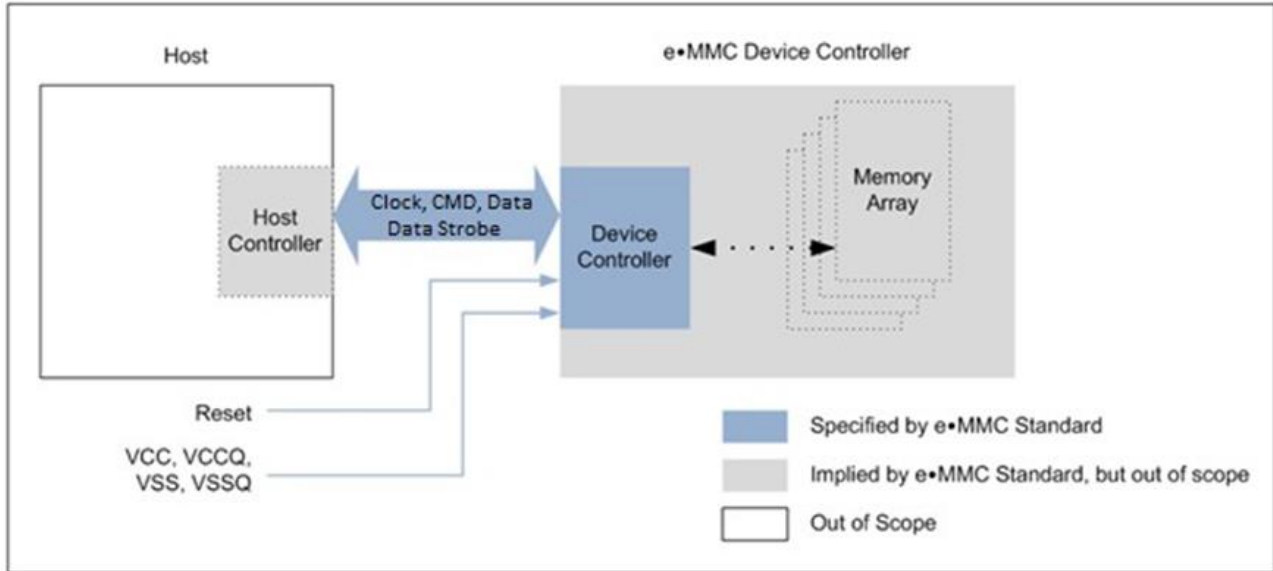 Host
e•MMC Device Controller
Host
Controller
Clock, CMD, Data
Data Strobe
Device
Controller
Memory
Array
Reset
VCC, VCCQ,
VSS, VSSQ
Specified by e•MMC Standard
Implied by e•MMC Standard, but out of scope
Out of Scope